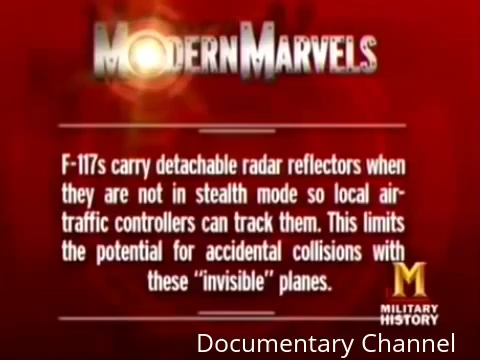 MODERN MARVELS
F-117s carry detachable radar reflectors when
they are not in stealth mode so local air-
traffic controllers can track them. This limits
the potential for accidental collisions with
these "invisible" planes.
M
MILITARY
HISTORY
Documentary Channel